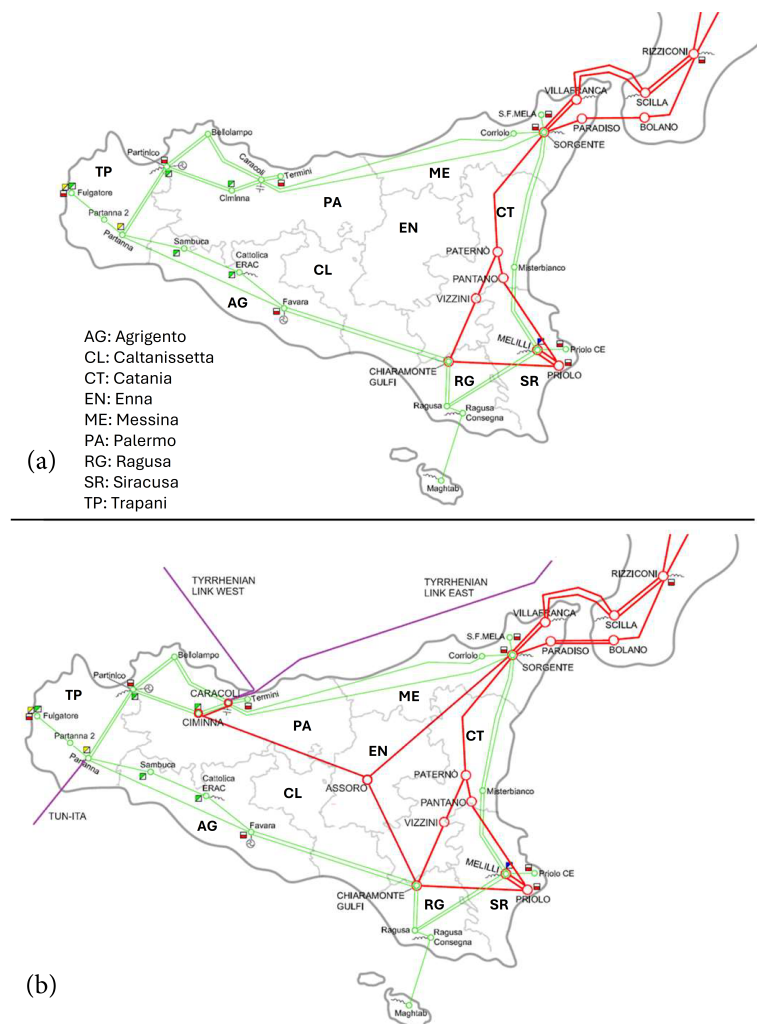 RIZZICONI
VILLAFRANCA
SCILLA
S.F.MELA
PARADISO
BOLANO
Corriolo
SORGENTE
Bellolampo
Partinico
Caracoli
Termini
TP
ME
Fulgatore
Ciminna
PA
CT
Partanna 2
EN
Partanna
Sambuca
PATERNÒ
Cattolica
ERAC
CL
PANTANO
Misterbianco
VIZZINI
AG
Favara
AG: Agrigento
CL: Caltanissetta
CT: Catania
EN: Enna
ME: Messina
PA: Palermo
RG: Ragusa
SR: Siracusa
TP: Trapani
MELILLI
Priolo CE
CHIARAMONTE
GULFI
RG
SR
PRIOLO
Ragusa
Ragusa
Consegna
(a)
Maghtab
TYRRHENIAN
LINK WEST
TYRRHENIAN
LINK EAST
RIZZICONI
VILLAFRANCA
SCILLA
S.F.MELA
PARADISO
BOLANO
Corriolo
SORGENTE
Bellolampo
Partinico
CARACOLI
Termini
TP
ME
Fulgatore
CIMINNA
PA
CT
Partanna 2
EN
Partanna
Sambuca
ASSORO
PATERNÒ
Cattolica
ERAC
CL
PANTANO
Misterbianco
TUN-ITA
VIZZINI
AG
Favara
MELILLI
Priolo CE
CHIARAMONTE
GULFI
RG
SR
PRIOLO
Ragusa
Ragusa
Consegna
(b)
Maghtab